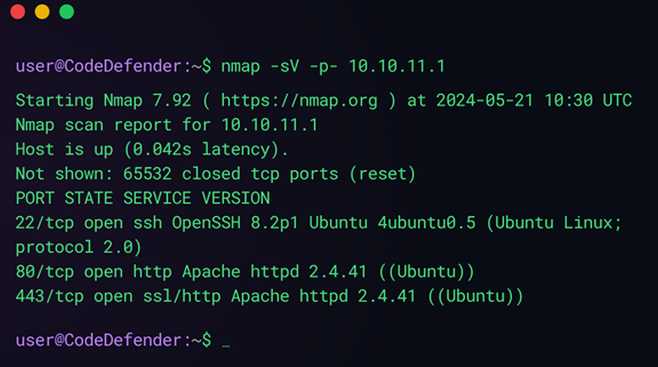 user@CodeDefender:~$ nmap -sV -p- 10.10.11.1
Starting Nmap 7.92 ( https://nmap.org ) at 2024-05-21 10:30 UTC
Nmap scan report for 10.10.11.1
Host is up (0.042s latency).
Not shown: 65532 closed tcp ports (reset)
PORT STATE SERVICE VERSION
22/tcp open ssh OpenSSH 8.2p1 Ubuntu 4ubuntu0.5 (Ubuntu Linux;
protocol 2.0)
80/tcp open http Apache httpd 2.4.41 ((Ubuntu))
443/tcp open ssl/http Apache httpd 2.4.41 ((Ubuntu))
user@CodeDefender:~$ _